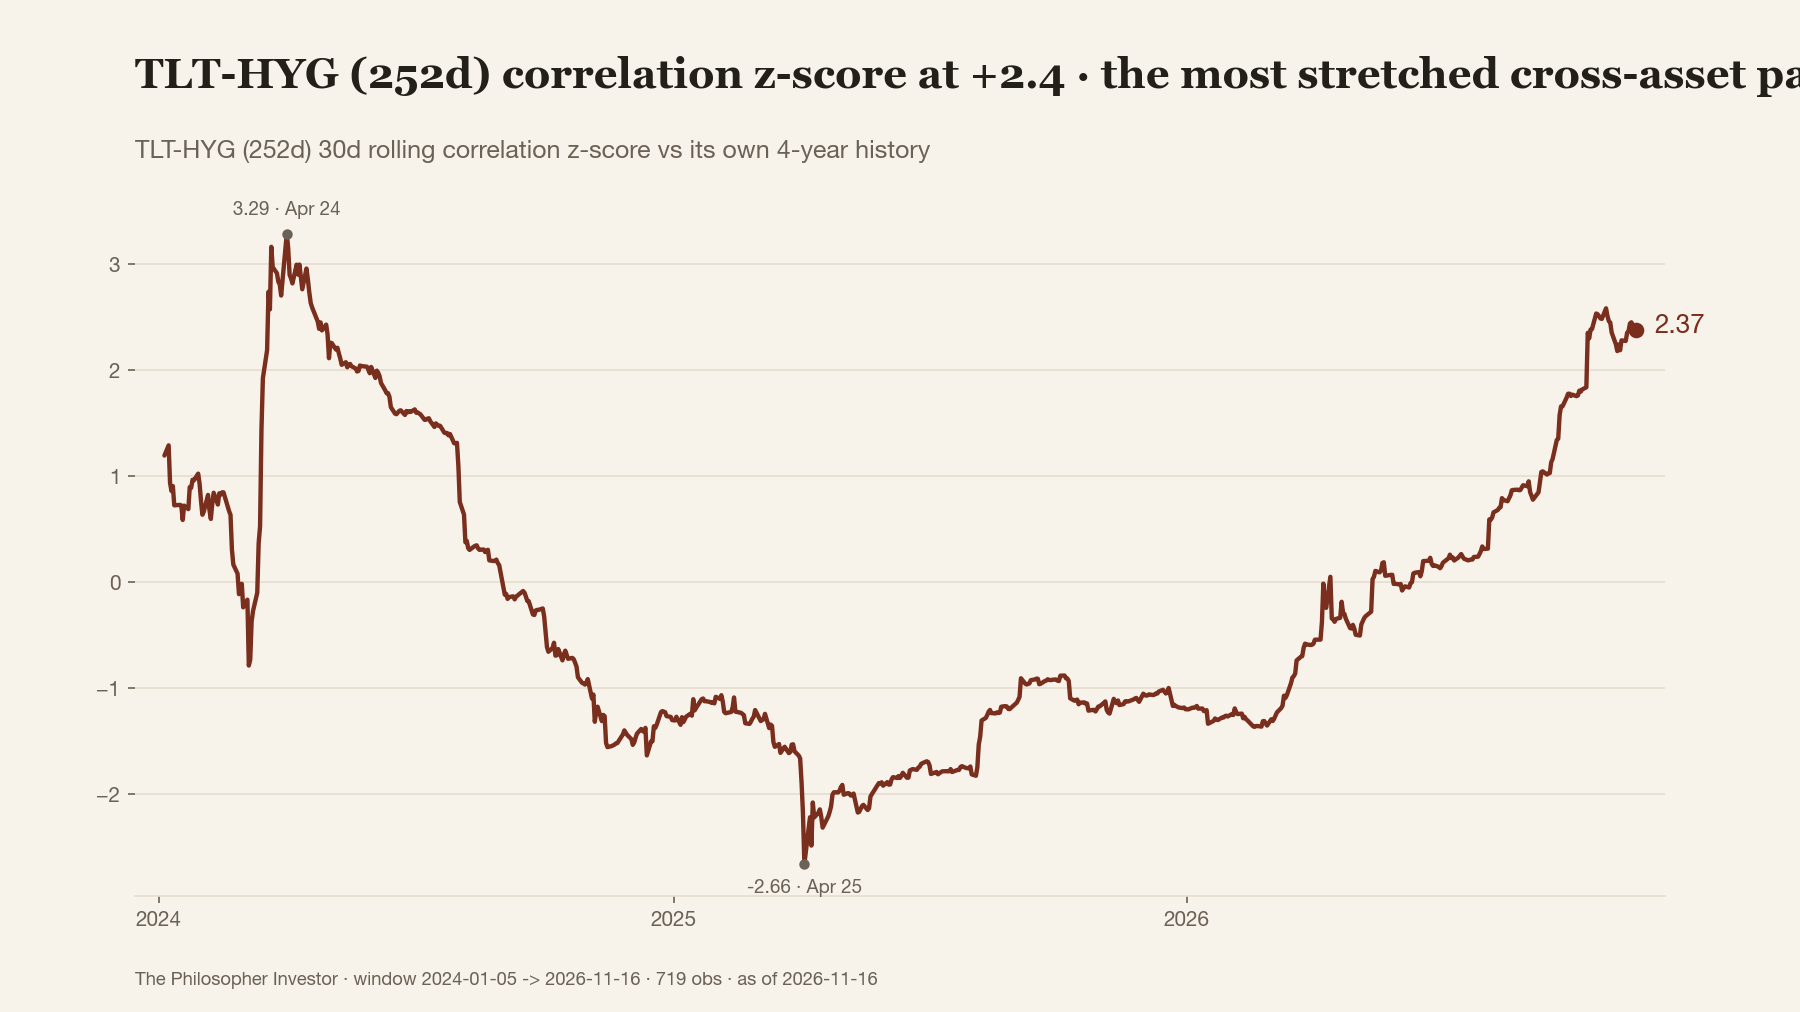 TLT-HYG (252d) correlation z-score at +2.4 · the most stretched cross-asset pa
TLT-HYG (252d) 30d rolling correlation z-score vs its own 4-year history
3.29 · Apr 24
3
2.37
2
1
0
−1
−2
-2.66 · Apr 25
2024
2025
2026
The Philosopher Investor · window 2024-01-05 -> 2026-11-16 · 719 obs · as of 2026-11-16